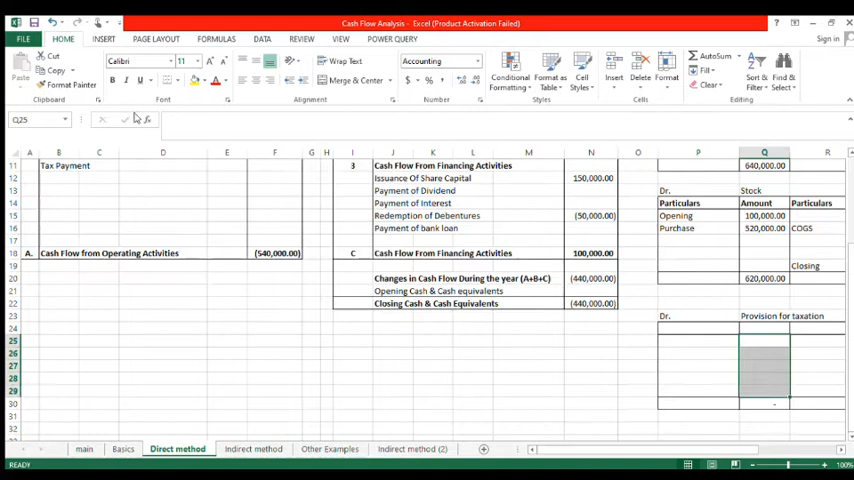 Cash Flow Analysis - Excel (Product Activation Failed)
FILE HOME INSERT PAGE LAYOUT FORMULAS DATA REVIEW VIEW POWER QUERY Sign in
Paste Cut Copy Format Painter Clipboard
Calibri 11 B I U A Font
Wrap Text Merge & Center Alignment
Accounting $ % Number
Conditional Formatting Format as Table Cell Styles Styles
Insert Delete Format Cells
AutoSum Fill Clear Sort & Filter Find & Select Editing
Q25 fx
A B C D E F G H I J K L M N O P Q R
11 Tax Payment 3 Cash Flow From Financing Activities 640,000.00
12 Issuance Of Share Capital 150,000.00
13 Payment of Dividend Dr. Stock
14 Payment of Interest Particulars Amount Particulars
15 Redemption of Debentures (50,000.00) Opening 100,000.00
16 Payment of bank loan Purchase 520,000.00 COGS
17
18 A. Cash Flow from Operating Activities (540,000.00) C Cash Flow From Financing Activities 100,000.00
19 Closing
20 Changes in Cash Flow During the year (A+B+C) (440,000.00) 620,000.00
21 Opening Cash & Cash equivalents
22 Closing Cash & Cash Equivalents (440,000.00)
23 Dr. Provision for taxation
24
25
26
27
28
29
30 -
31
32
main Basics Direct method Indirect method Other Examples Indirect method (2)
READY 100%